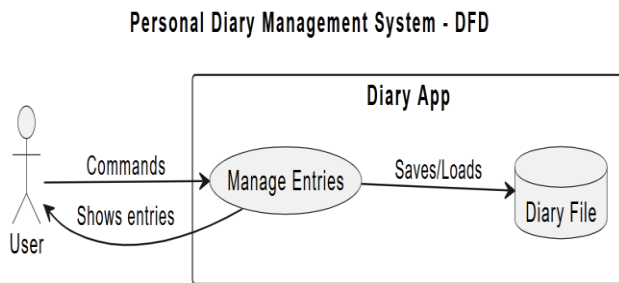 Personal Diary Management System - DFD
Diary App
Commands
Manage Entries
Saves/Loads
Diary File
Shows entries
User